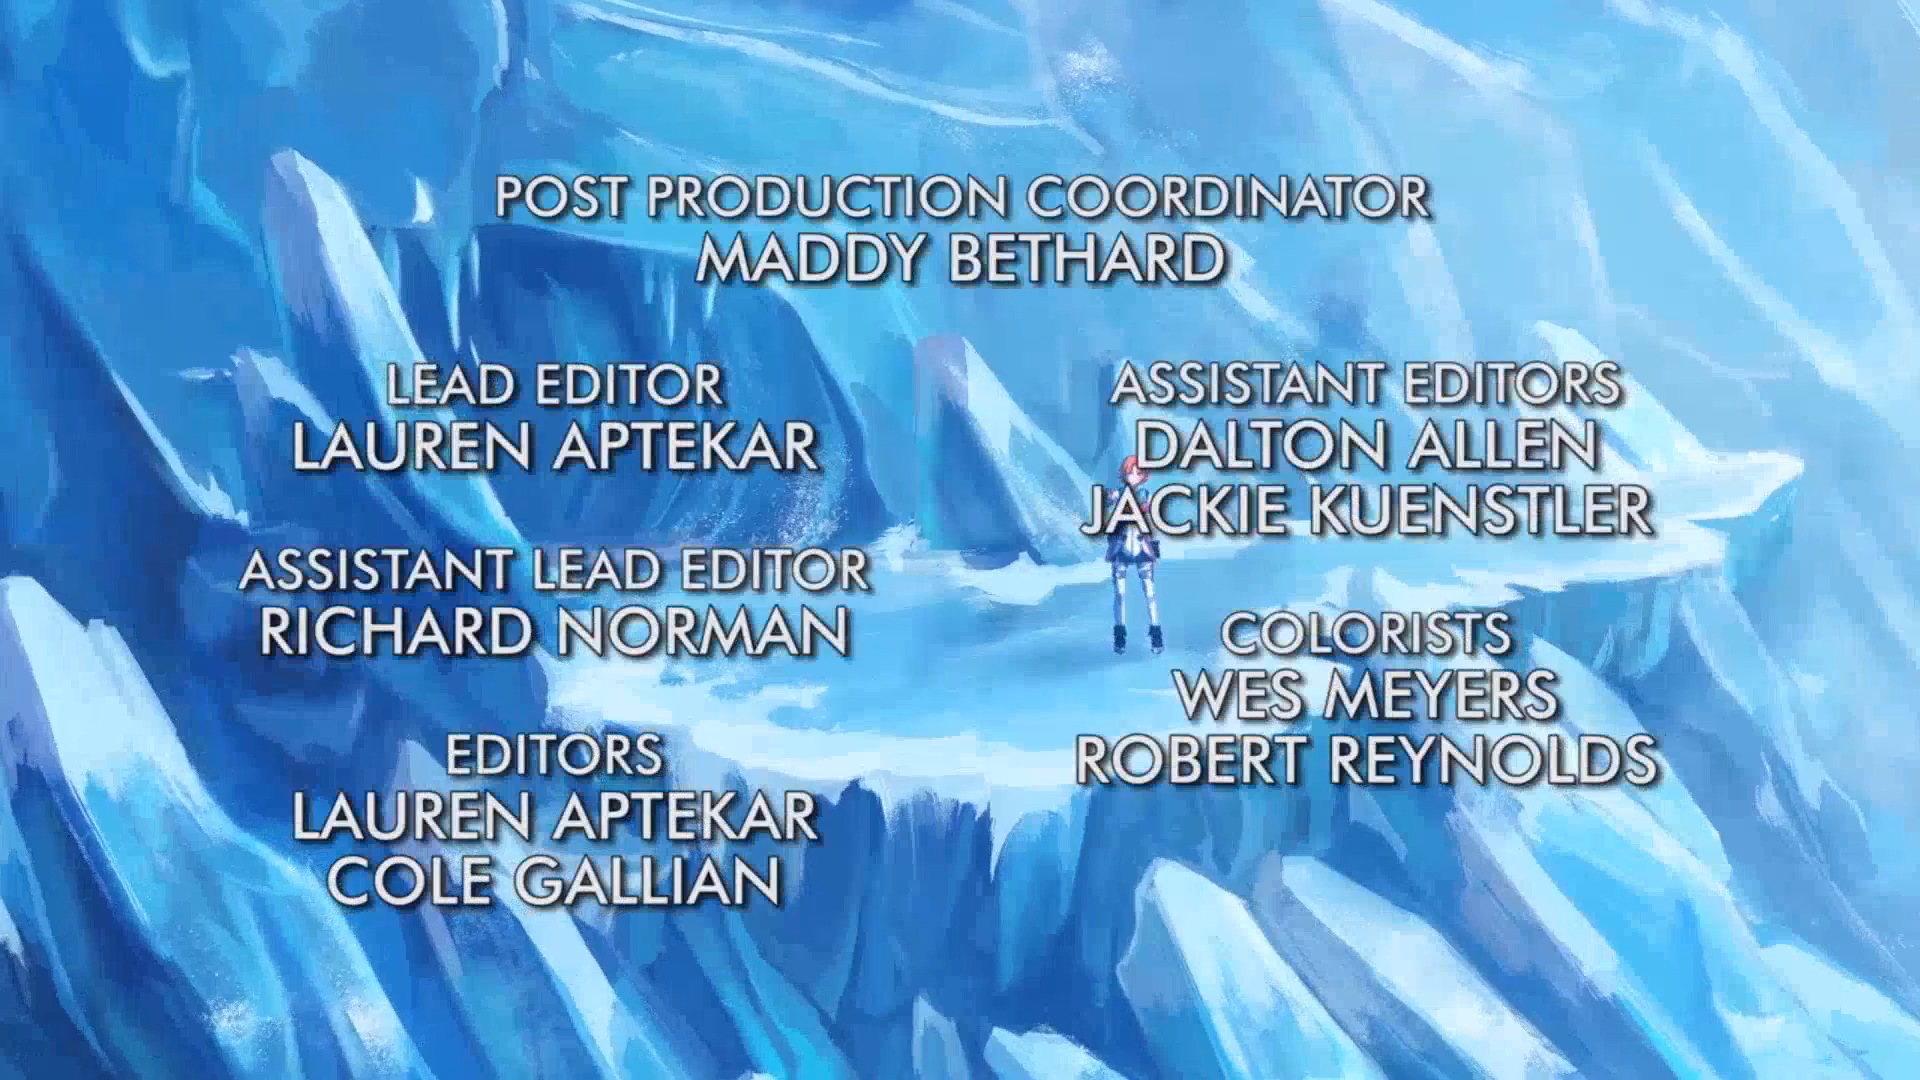 POST PRODUCTION COORDINATOR
MADDY BETHARD
LEAD EDITOR
LAUREN APTEKAR
ASSISTANT LEAD EDITOR
RICHARD NORMAN
EDITORS
LAUREN APTEKAR
COLE GALLIAN
ASSISTANT EDITORS
DALTON ALLEN
JACKIE KUENSTLER
COLORISTS
WES MEYERS
ROBERT REYNOLDS